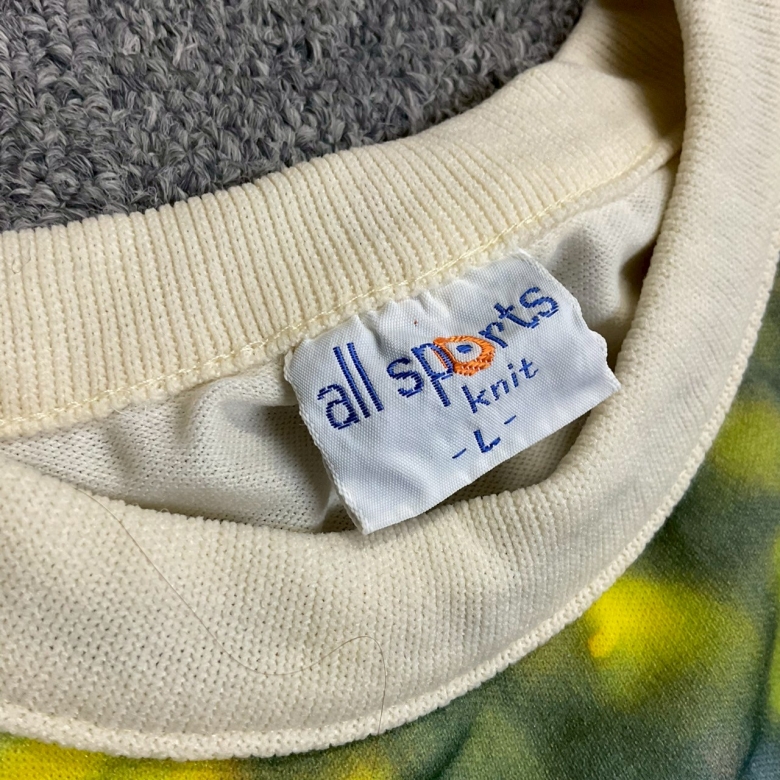 all sports
knit
-L-